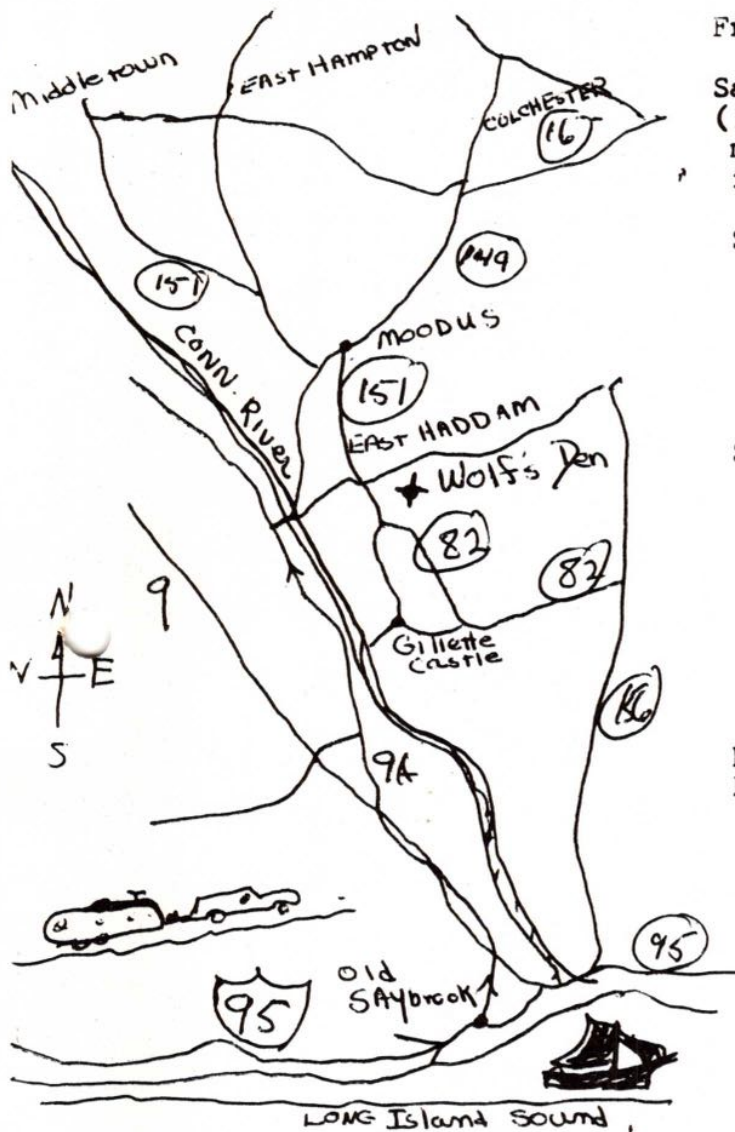 Middletown
EAST HAMPTON
COLCHESTER
16
149
151
CONN. River
MOODUS
151
EAST HADDAM
Wolf's Den
82
82
9
N
E
S
Gillette
Castle
9A
95
Old
SAybrook
95
LONG Island Sound
Fr